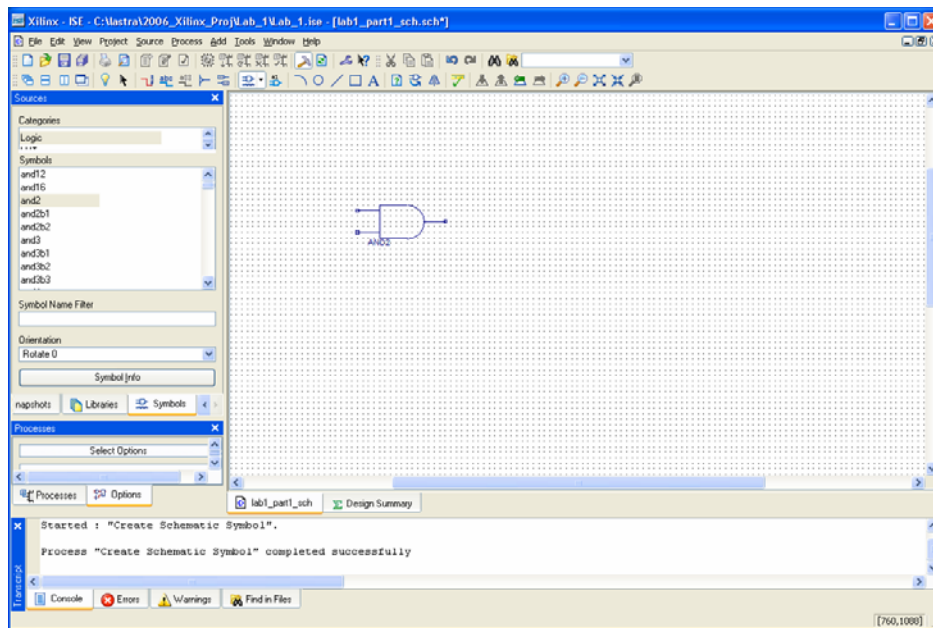 Xilinx - ISE - C:\lastra\2006_Xilinx_Proj\Lab_1\Lab_1.ise - [lab1_part1_sch.sch*]
File Edit View Project Source Process Add Tools Window Help
Sources
Categories
Logic
Symbols
and12
and16
and2
and2b1
and2b2
and3
and3b1
and3b2
and3b3
Symbol Name Filter
Orientation
Rotate 0
Symbol Info
napshots Libraries Symbols
Processes
Select Options
Processes Options
AND2
lab1_part1_sch Design Summary
Started : "Create Schematic Symbol".
Process "Create Schematic Symbol" completed successfully
Transcript
Console Errors Warnings Find in Files
[760,1088]